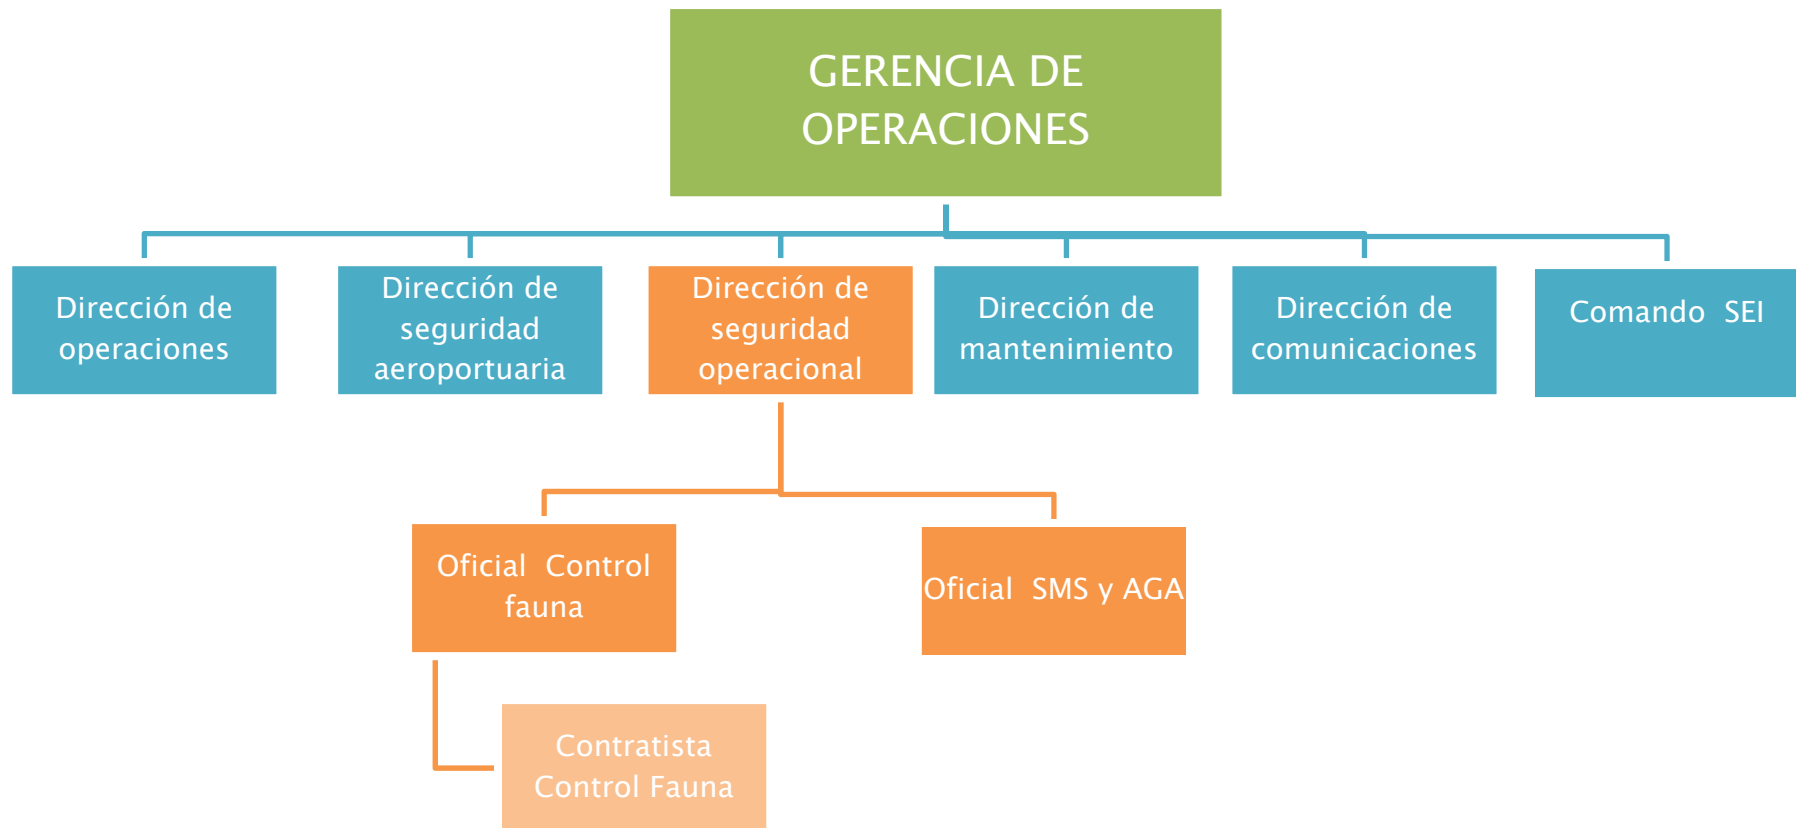 GERENCIA DE
OPERACIONES
Dirección de
operaciones
Dirección de
seguridad
aeroportuaria
Dirección de
seguridad
operacional
Dirección de
mantenimiento
Dirección de
comunicaciones
Comando SEI
Oficial Control
fauna
Oficial SMS y AGA
Contratista
Control Fauna